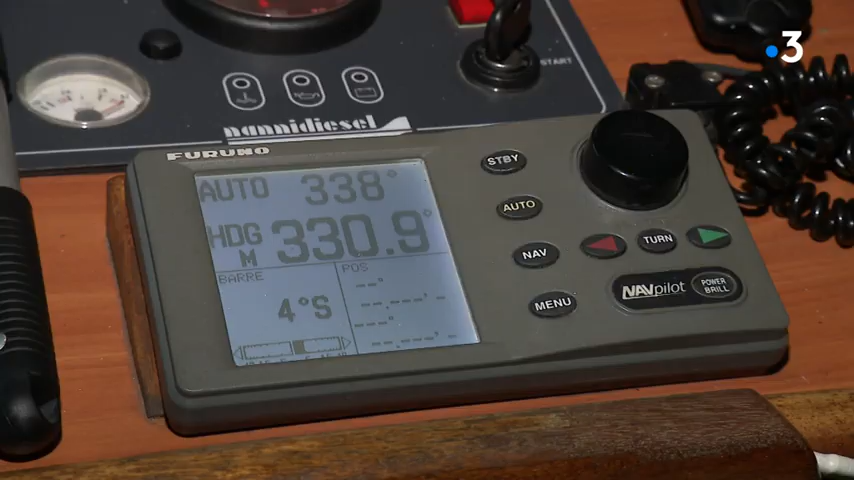 3
START
nannidiesel
FURUNO
AUTO 338°
HDG 330.9°
M
BARRE
4°S
POS
--°
--.---'-
---°
--.---'-
STBY
AUTO
NAV
TURN
MENU
NAVpilot
POWER
BRILL